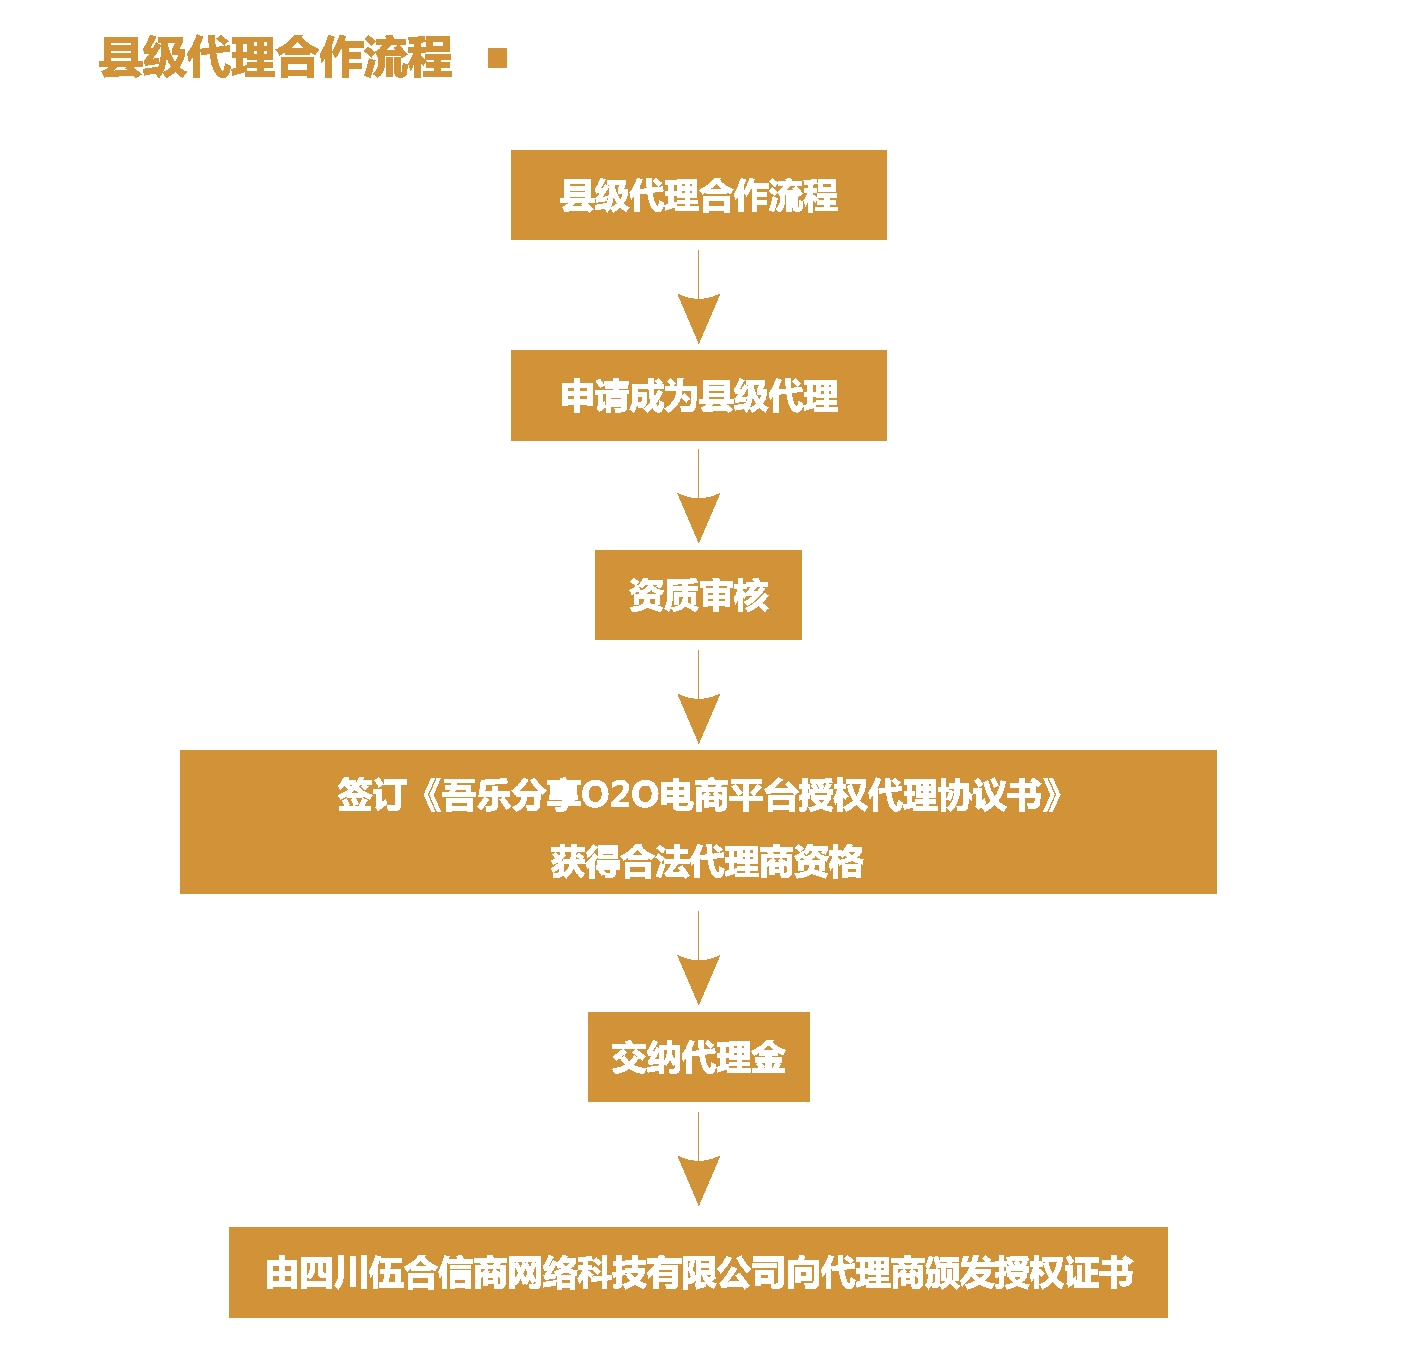 县级代理合作流程
县级代理合作流程
申请成为县级代理
资质审核
签订《吾乐分享O2O电商平台授权代理协议书》
获得合法代理商资格
交纳代理金
由四川伍合信商网络科技有限公司向代理商颁发授权证书